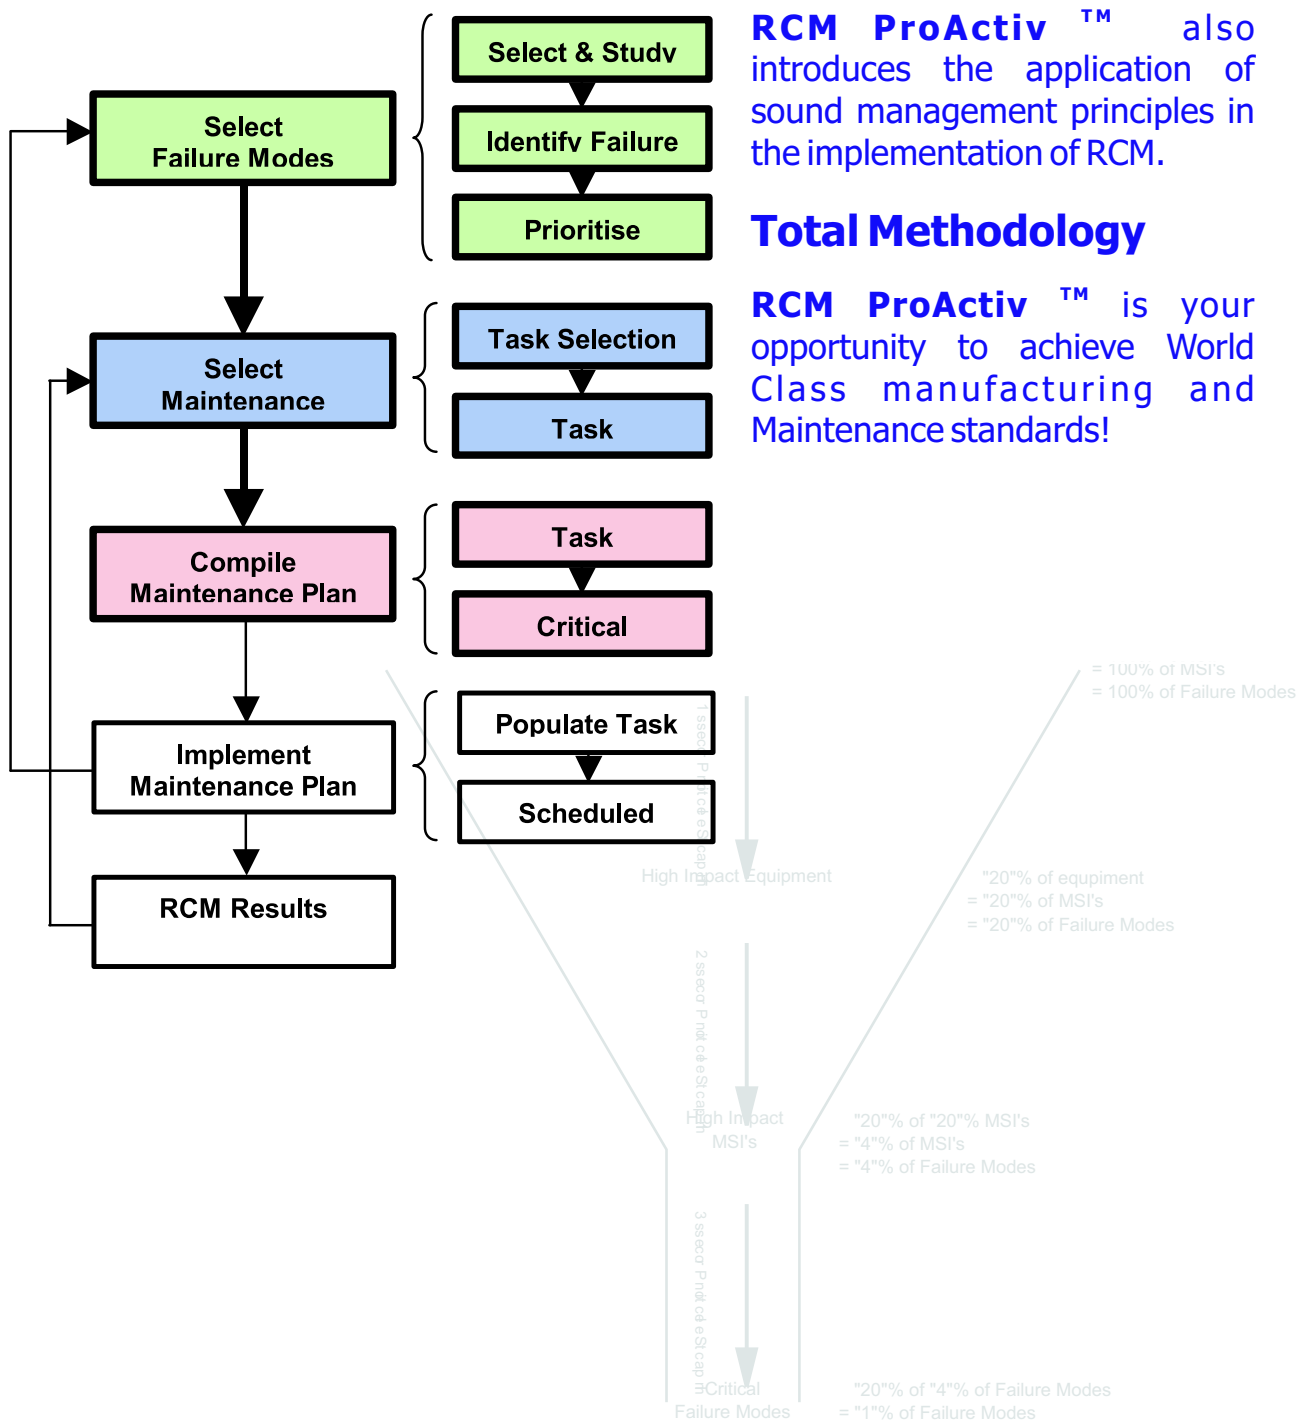 Select & Study
Select
Failure Modes
Identify Failure
Prioritise
Task Selection
Select
Maintenance
Task
Task
Compile
Maintenance Plan
Critical
Populate Task
Implement
Maintenance Plan
Scheduled
RCM Results
RCM ProActiv TM also
introduces the application of
sound management principles in
the implementation of RCM.
Total Methodology
RCM ProActiv TM is your
opportunity to achieve World
Class manufacturing and
Maintenance standards!
= 100% of MSI's
= 100% of Failure Modes
High Impact Equipment
"20"% of equpiment
= "20"% of MSI's
= "20"% of Failure Modes
High Impact
MSI's
"20"% of "20"% MSI's
= "4"% of MSI's
= "4"% of Failure Modes
Critical
Failure Modes
"20"% of "4"% of Failure Modes
= "1"% of Failure Modes